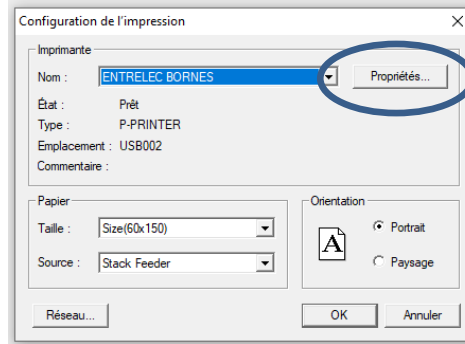 Configuration de l'impression
Imprimante
Nom : ENTRELEC BORNES Propriétés...
État : Prêt
Type : P-PRINTER
Emplacement : USB002
Commentaire :
Papier
Taille : Size(60x150)
Source : Stack Feeder
Orientation
A
Portrait
Paysage
Réseau... OK Annuler